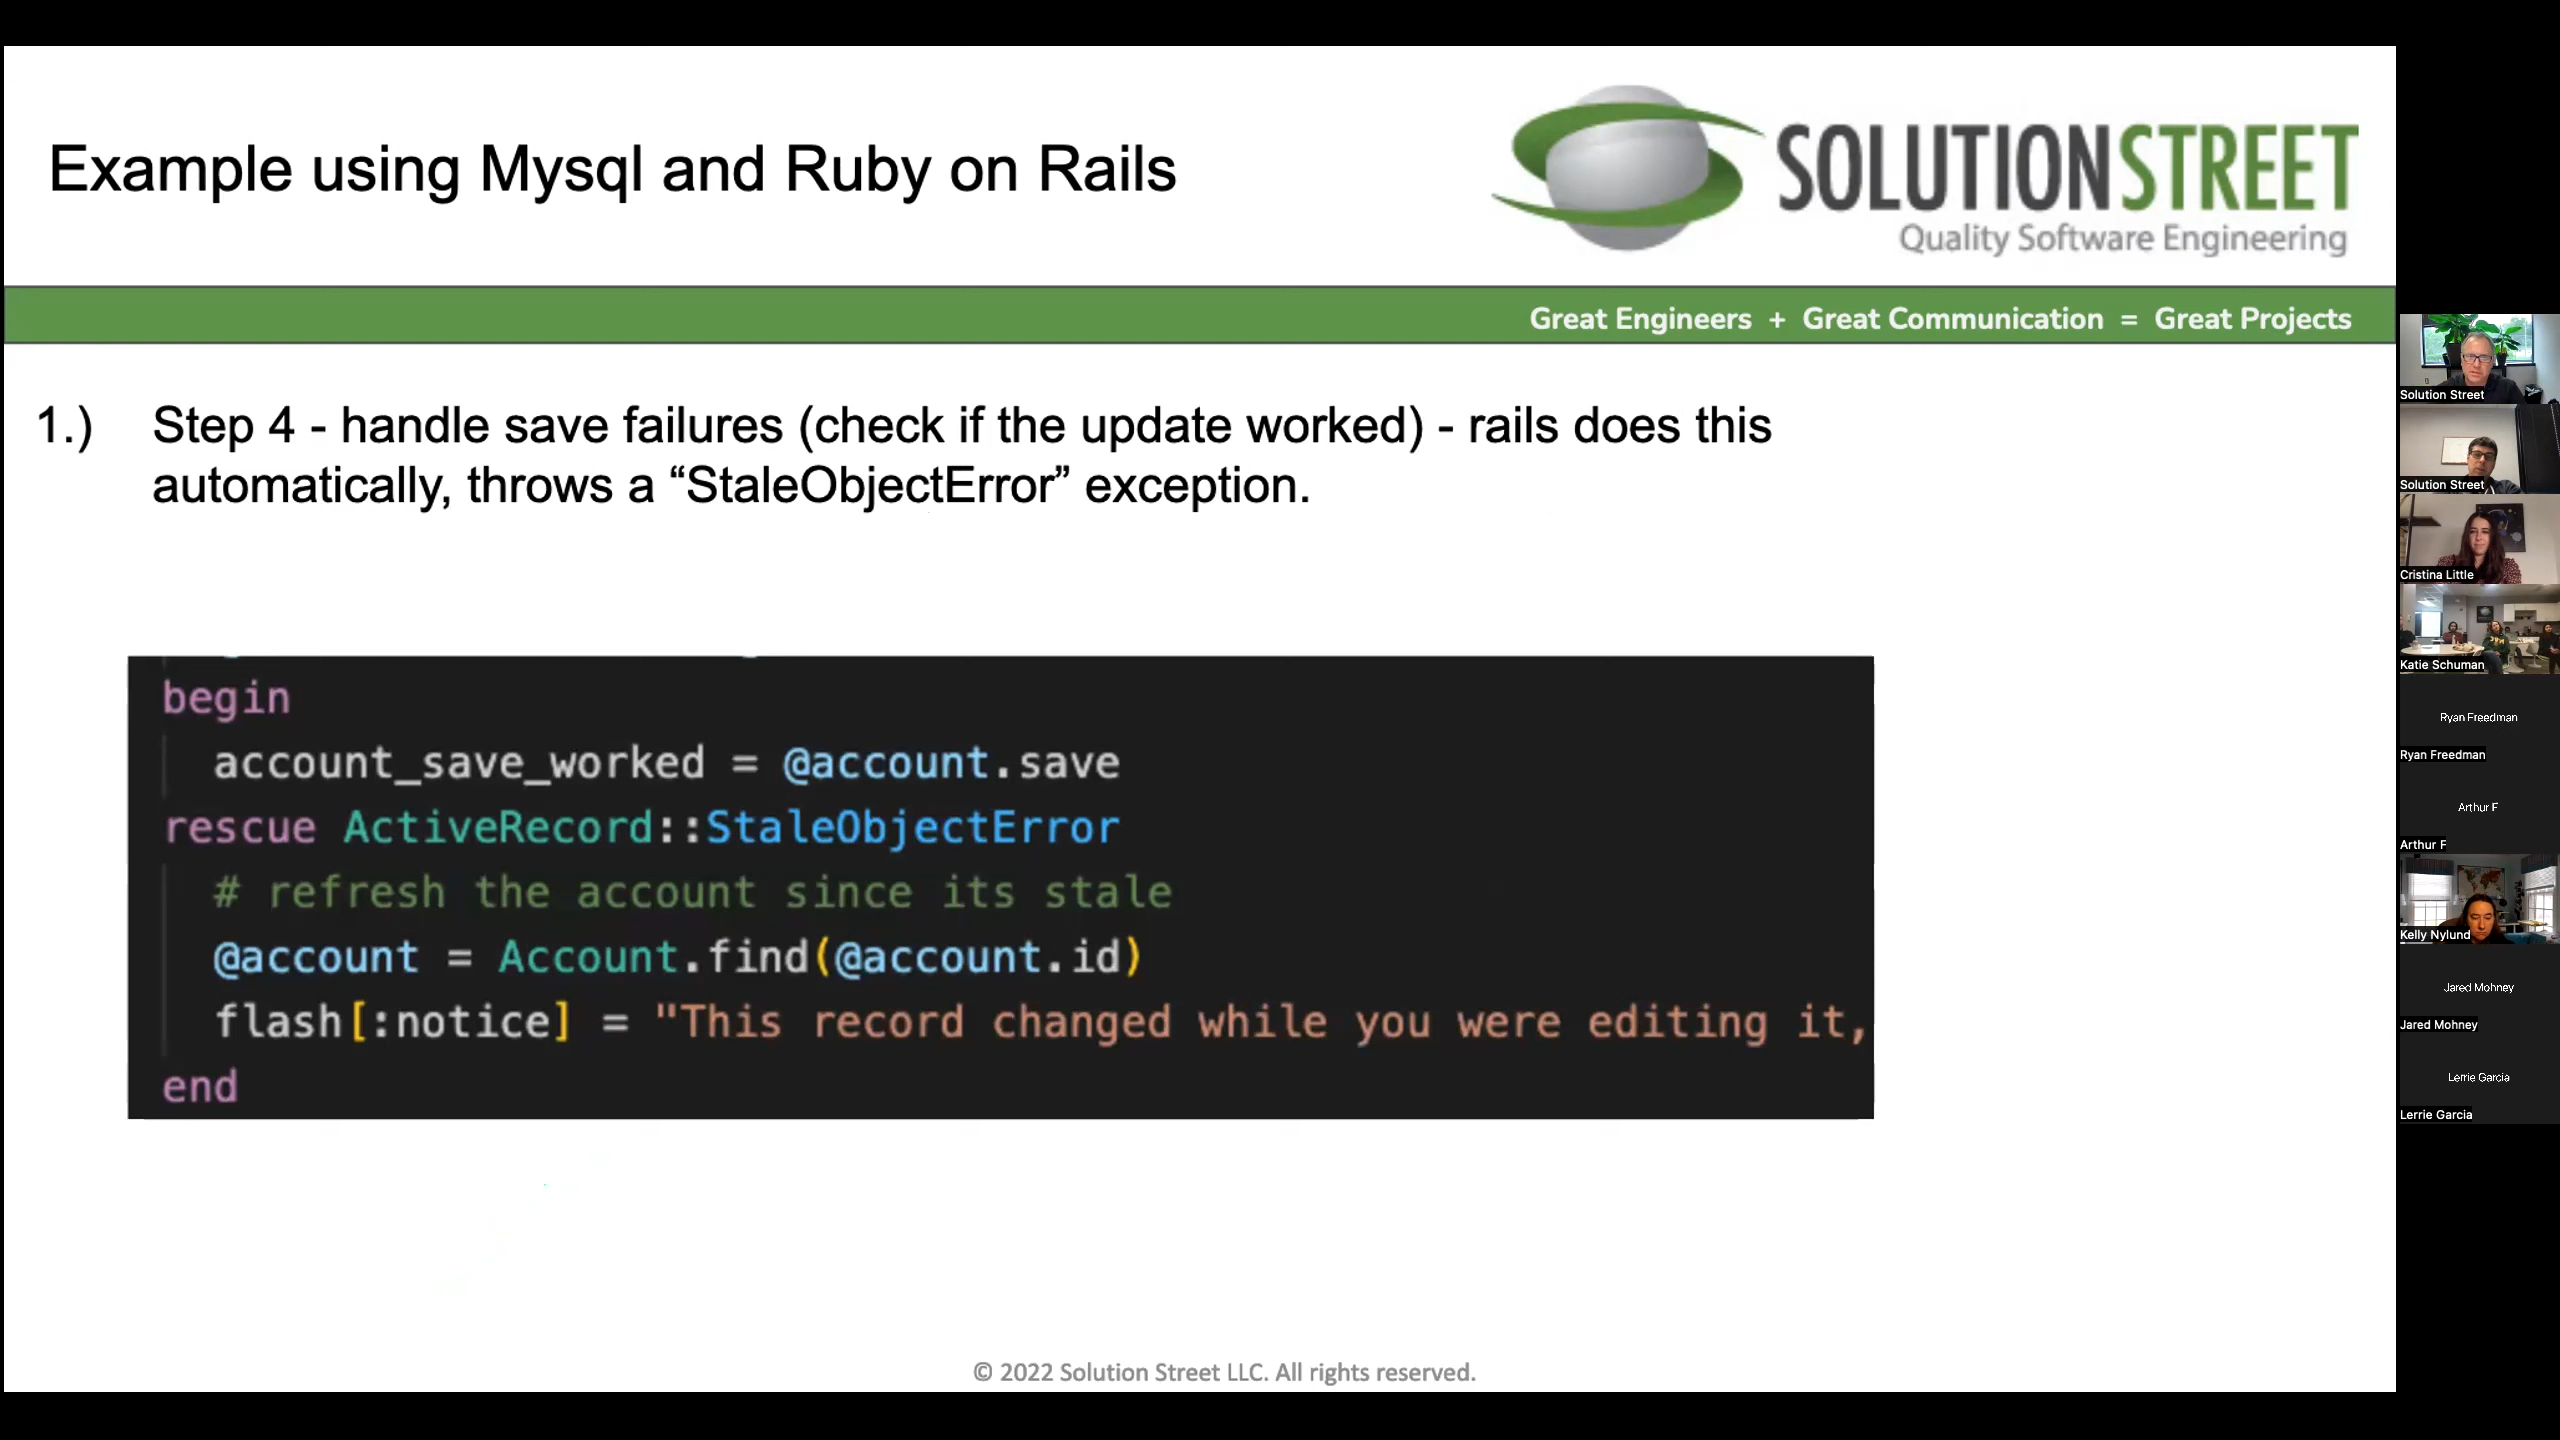 Example using Mysql and Ruby on Rails
SOLUTIONSTREET
Quality Software Engineering
Great Engineers + Great Communication = Great Projects
1.) Step 4 - handle save failures (check if the update worked) - rails does this
automatically, throws a “StaleObjectError” exception.
begin
account_save_worked = @account.save
rescue ActiveRecord::StaleObjectError
# refresh the account since its stale
@account = Account.find(@account.id)
flash[:notice] = "This record changed while you were editing it,
end
© 2022 Solution Street LLC. All rights reserved.
Solution Street
Solution Street
Cristina Little
Katie Schuman
Ryan Freedman
Ryan Freedman
Arthur F
Arthur F
Kelly Nylund
Jared Mohney
Jared Mohney
Lerrie Garcia
Lerrie Garcia